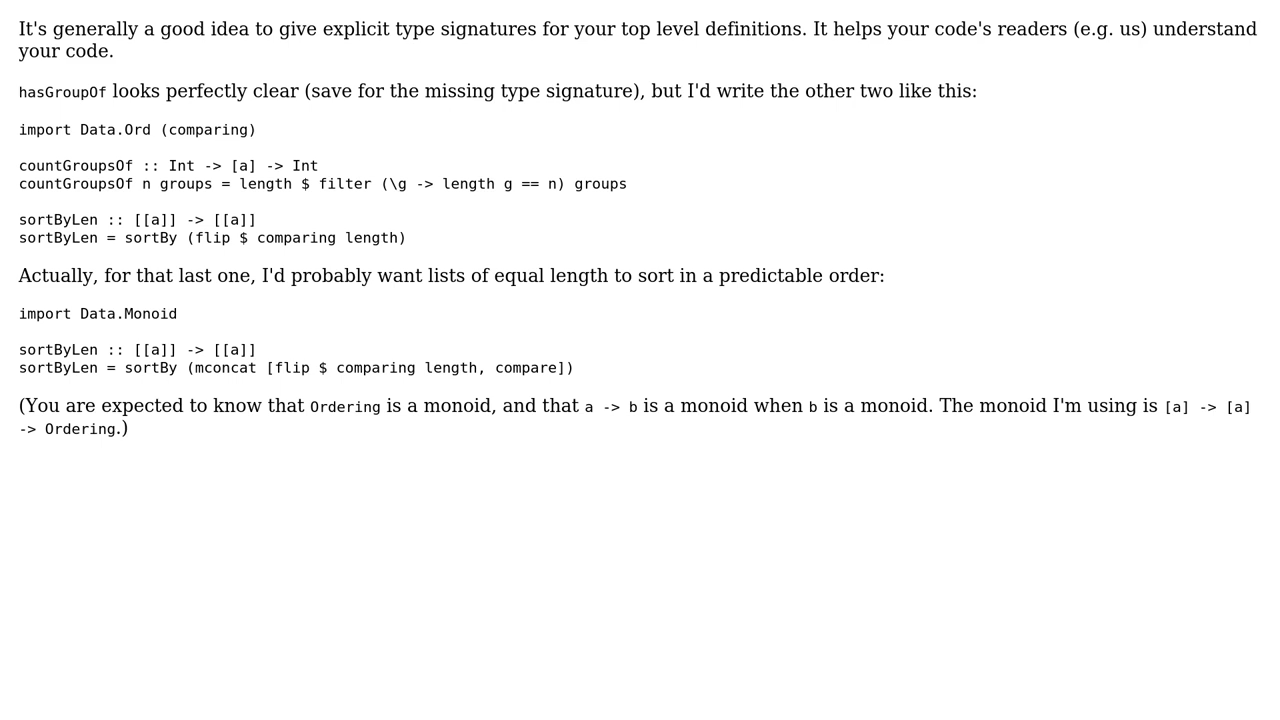 It's generally a good idea to give explicit type signatures for your top level definitions. It helps your code's readers (e.g. us) understand
your code.
hasGroupOf looks perfectly clear (save for the missing type signature), but I'd write the other two like this:
import Data.Ord (comparing)
countGroupsOf :: Int -> [a] -> Int
countGroupsOf n groups = length $ filter (\g -> length g == n) groups
sortByLen :: [[a]] -> [[a]]
sortByLen = sortBy (flip $ comparing length)
Actually, for that last one, I'd probably want lists of equal length to sort in a predictable order:
import Data.Monoid
sortByLen :: [[a]] -> [[a]]
sortByLen = sortBy (mconcat [flip $ comparing length, compare])
(You are expected to know that Ordering is a monoid, and that a -> b is a monoid when b is a monoid. The monoid I'm using is [a] -> [a]
-> Ordering.)